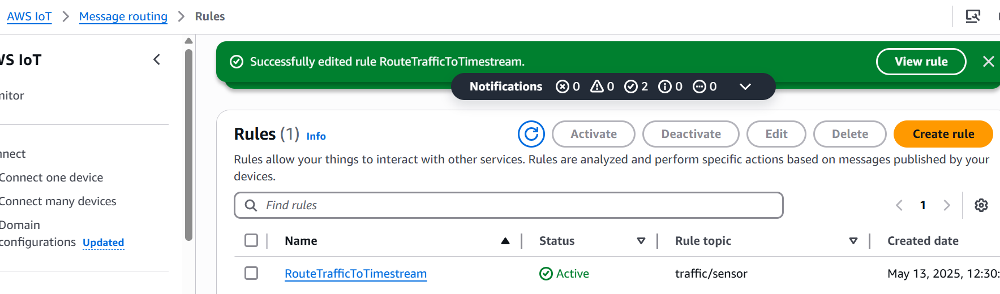 AWS IoT > Message routing > Rules
WS IoT
nitor
nnect
Connect one device
Connect many devices
Domain
configurations Updated
Successfully edited rule RouteTrafficToTimestream.
View rule
Notifications 0 0 2 0 0
Rules (1) Info
Activate
Deactivate
Edit
Delete
Create rule
Rules allow your things to interact with other services. Rules are analyzed and perform specific actions based on messages published by your
devices.
Find rules
1
Name Status Rule topic Created date
RouteTrafficToTimestream Active traffic/sensor May 13, 2025, 12:30: